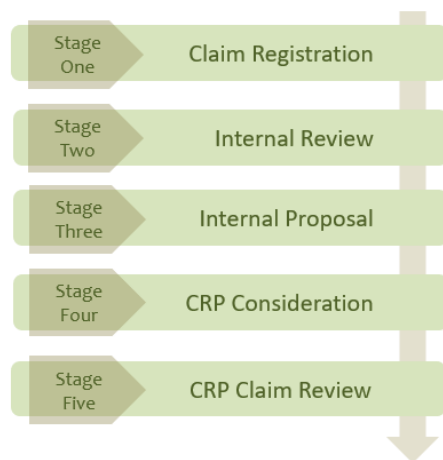 Stage
One
Claim Registration
Stage
Two
Internal Review
Stage
Three
Internal Proposal
Stage
Four
CRP Consideration
Stage
Five
CRP Claim Review